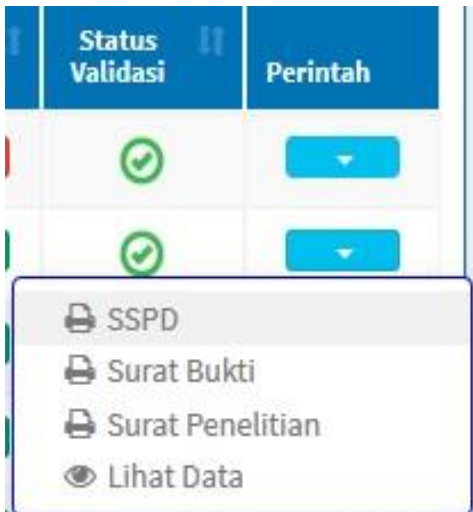 Status
Validasi
Perintah
SSPD
Surat Bukti
Surat Penelitian
Lihat Data